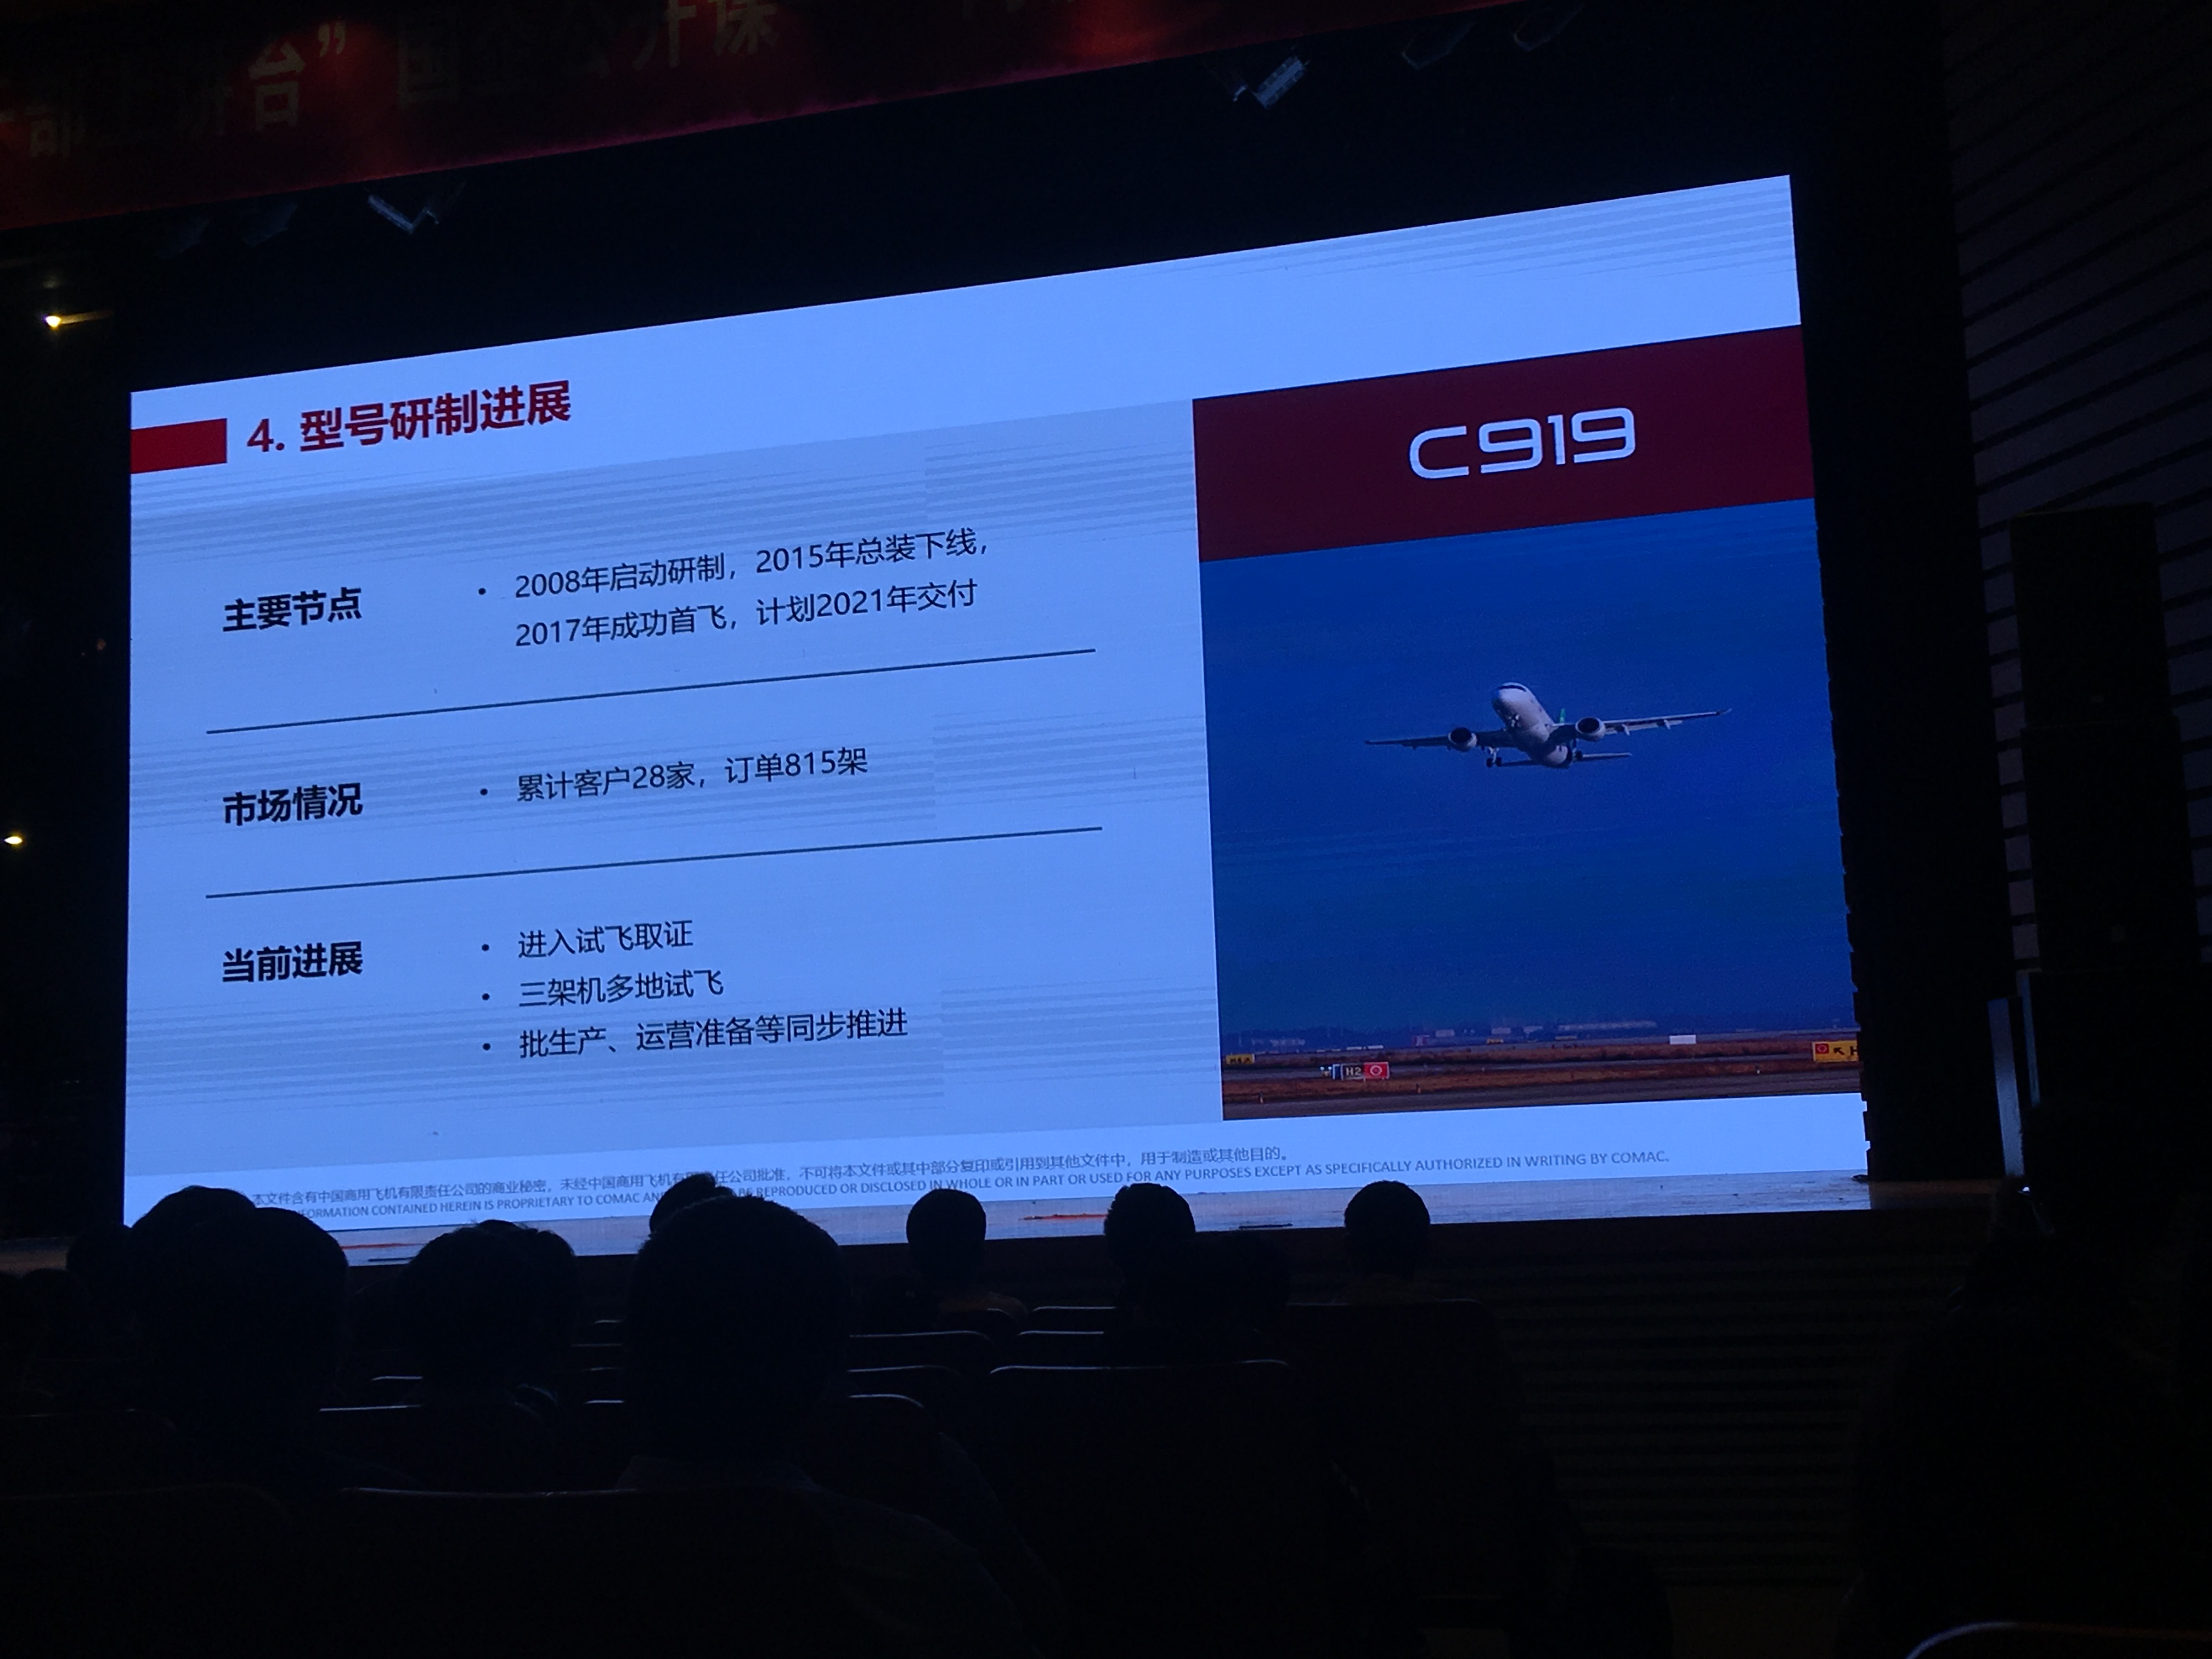 部上讲台” 国企公开课
4. 型号研制进展
C919
主要节点
• 2008年启动研制，2015年总装下线，
2017年成功首飞，计划2021年交付
市场情况
• 累计客户28家，订单815架
当前进展
• 进入试飞取证
• 三架机多地试飞
• 批生产、运营准备等同步推进
H2
本文件含有中国商用飞机有限责任公司的商业秘密，未经中国商用飞机有限责任公司批准，不可将本文件或其中部分复印或引用到其他文件中，用于制造或其他目的。
CONTAINED HEREIN IS PROPRIETARY TO COMAC REPRODUCED OR DISCLOSED IN WHOLE OR IN PART OR USED FOR ANY PURPOSES EXCEPT AS SPECIFICALLY AUTHORIZED IN WRITING BY COMAC.